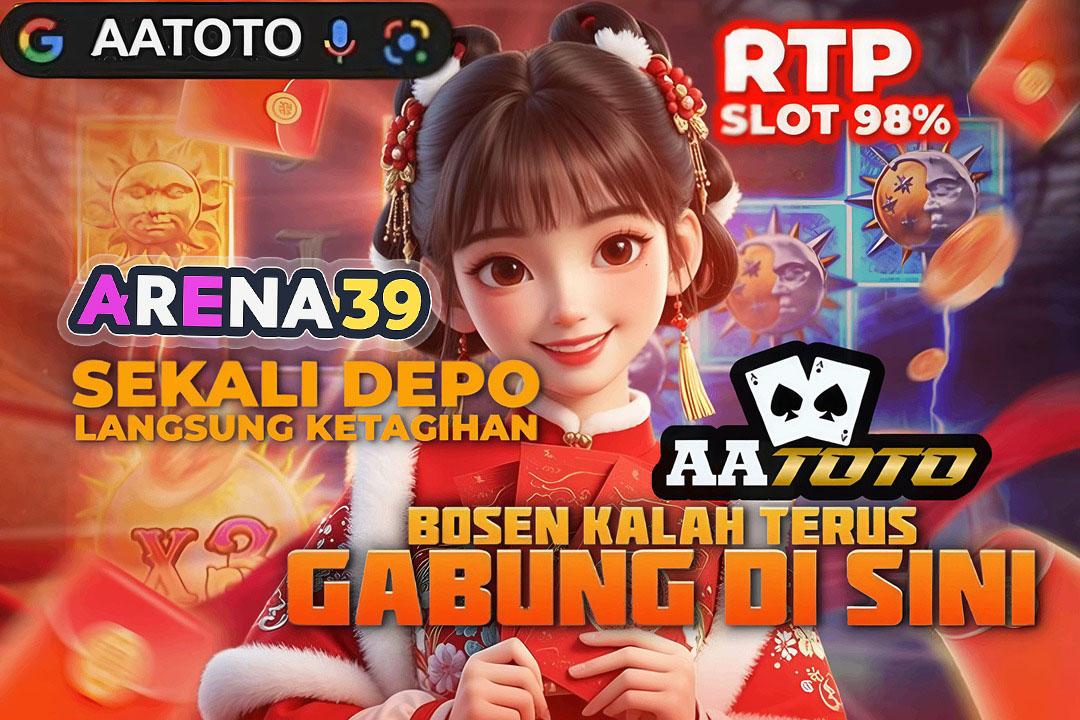 AATOTO
RTP
SLOT 98%
ARENA39
SEKALI DEPO
LANGSUNG KETAGIHAN
AATOTO
BOSEN KALAH TERUS
GABUNG DI SINI